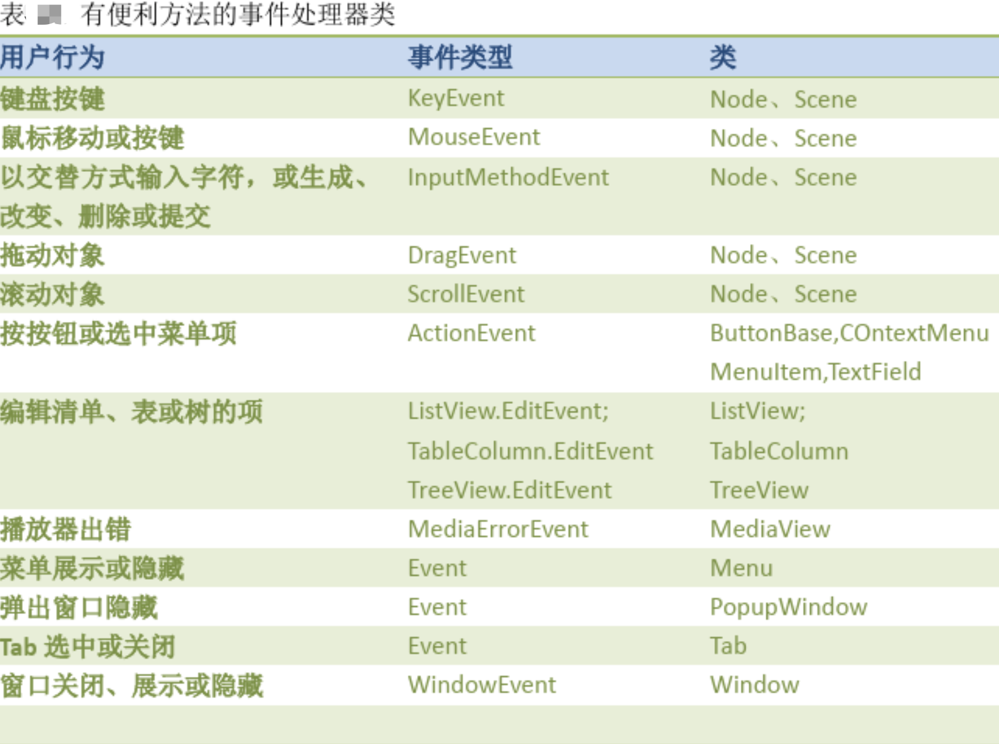 表 有便利方法的事件处理器类
用户行为 事件类型 类
键盘按键 KeyEvent Node、Scene
鼠标移动或按键 MouseEvent Node、Scene
以交替方式输入字符，或生成、 InputMethodEvent Node、Scene
改变、删除或提交
拖动对象 DragEvent Node、Scene
滚动对象 ScrollEvent Node、Scene
按按钮或选中菜单项 ActionEvent ButtonBase,COntextMenu
MenuItem,TextField
编辑清单、表或树的项 ListView.EditEvent; ListView;
TableColumn.EditEvent TableColumn
TreeView.EditEvent TreeView
播放器出错 MediaErrorEvent MediaView
菜单展示或隐藏 Event Menu
弹出窗口隐藏 Event PopupWindow
Tab 选中或关闭 Event Tab
窗口关闭、展示或隐藏 WindowEvent Window